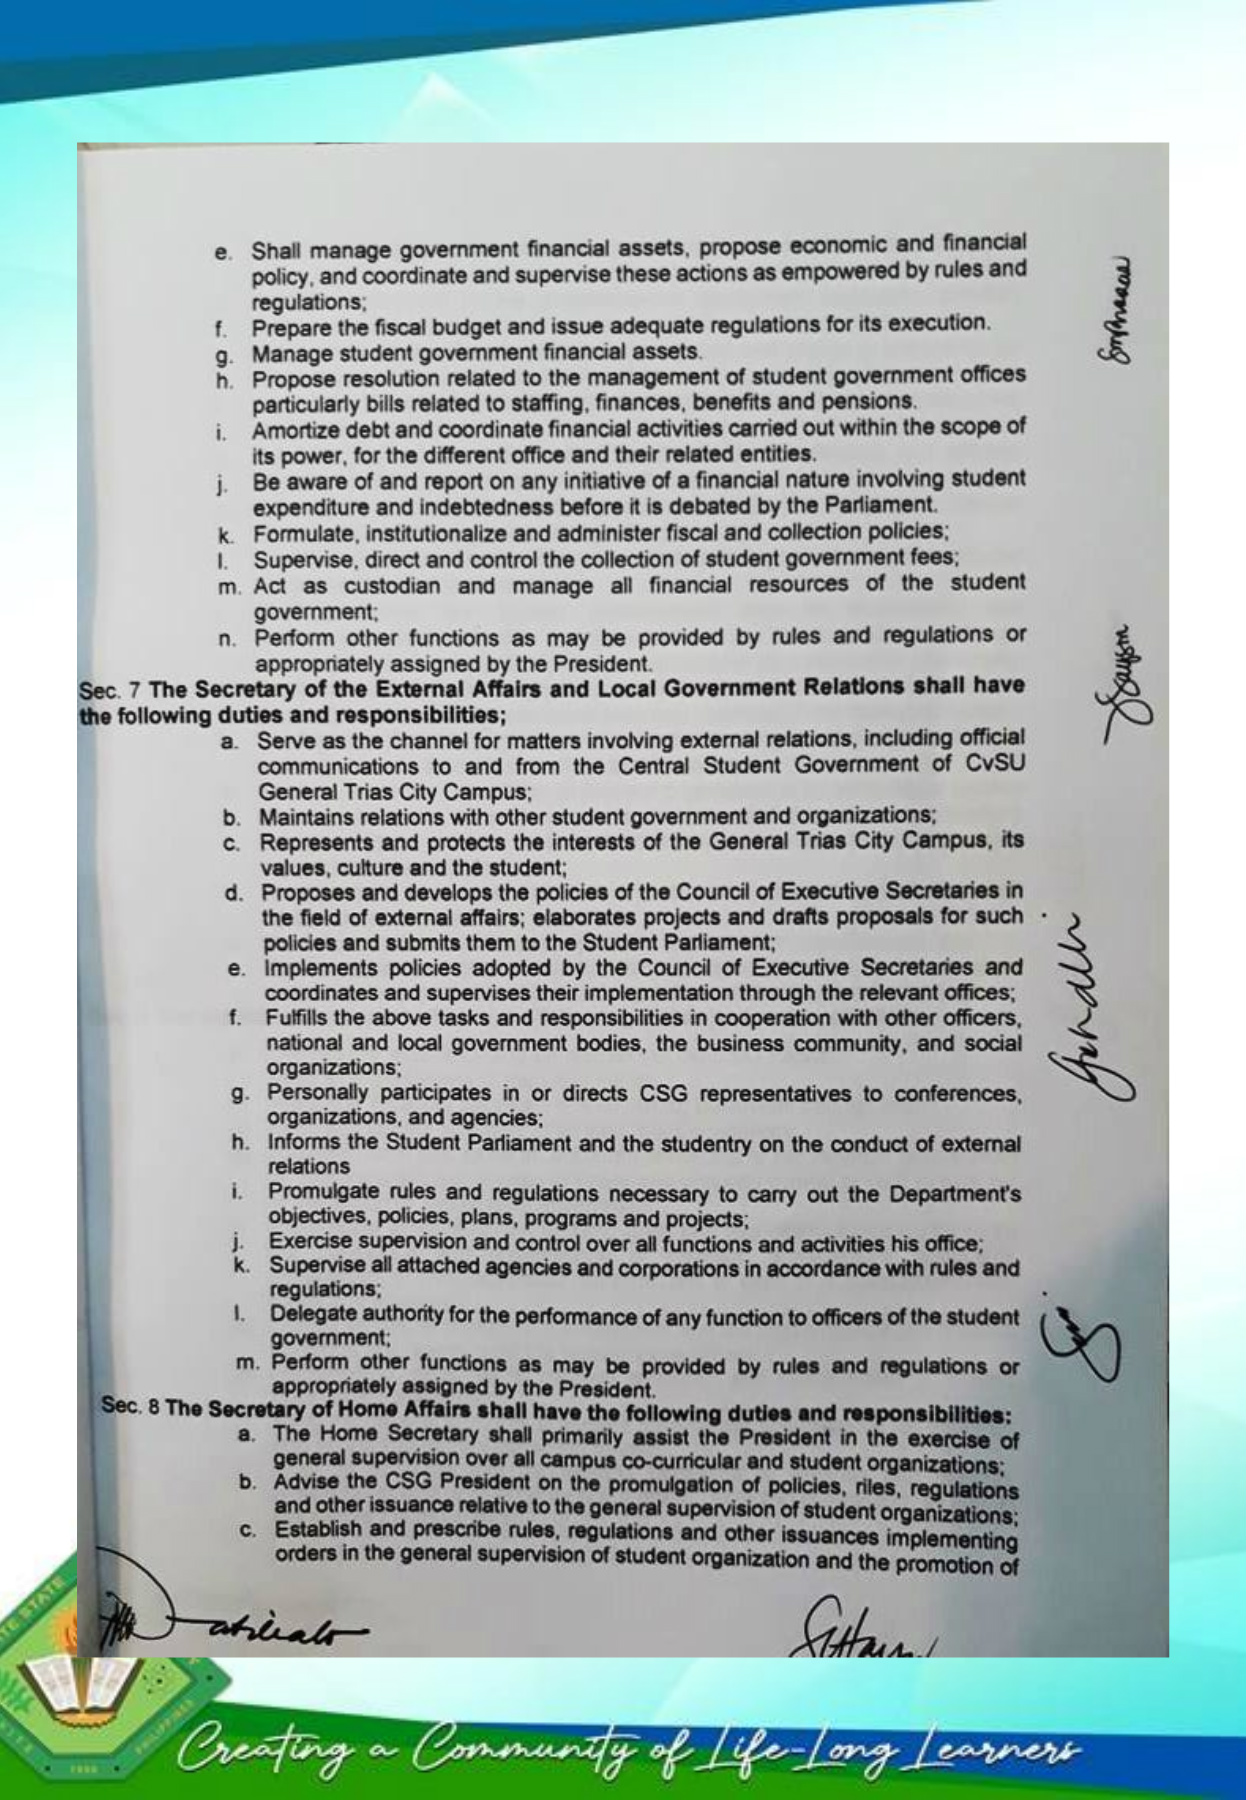 e. Shall manage government financial assets, propose economic and financial
policy, and coordinate and supervise these actions as empowered by rules and
regulations;
f. Prepare the fiscal budget and issue adequate regulations for its execution.
g. Manage student government financial assets.
h. Propose resolution related to the management of student government offices
particularly bills related to staffing, finances, benefits and pensions.
i. Amortize debt and coordinate financial activities carried out within the scope of
its power, for the different office and their related entities.
j. Be aware of and report on any initiative of a financial nature involving student
expenditure and indebtedness before it is debated by the Parliament.
k. Formulate, institutionalize and administer fiscal and collection policies;
l. Supervise, direct and control the collection of student government fees;
m. Act as custodian and manage all financial resources of the student
government;
n. Perform other functions as may be provided by rules and regulations or
appropriately assigned by the President.
Sec. 7 The Secretary of the External Affairs and Local Government Relations shall have
the following duties and responsibilities;
a. Serve as the channel for matters involving external relations, including official
communications to and from the Central Student Government of CvSU
General Trias City Campus;
b. Maintains relations with other student government and organizations;
c. Represents and protects the interests of the General Trias City Campus, its
values, culture and the student;
d. Proposes and develops the policies of the Council of Executive Secretaries in
the field of external affairs; elaborates projects and drafts proposals for such
policies and submits them to the Student Parliament;
e. Implements policies adopted by the Council of Executive Secretaries and
coordinates and supervises their implementation through the relevant offices;
f. Fulfills the above tasks and responsibilities in cooperation with other officers,
national and local government bodies, the business community, and social
organizations;
g. Personally participates in or directs CSG representatives to conferences,
organizations, and agencies;
h. Informs the Student Parliament and the studentry on the conduct of external
relations
i. Promulgate rules and regulations necessary to carry out the Department's
objectives, policies, plans, programs and projects;
j. Exercise supervision and control over all functions and activities his office;
k. Supervise all attached agencies and corporations in accordance with rules and
regulations;
l. Delegate authority for the performance of any function to officers of the student
government;
m. Perform other functions as may be provided by rules and regulations or
appropriately assigned by the President.
Sec. 8 The Secretary of Home Affairs shall have the following duties and responsibilities:
a. The Home Secretary shall primarily assist the President in the exercise of
general supervision over all campus co-curricular and student organizations;
b. Advise the CSG President on the promulgation of policies, riles, regulations
and other issuance relative to the general supervision of student organizations;
c. Establish and prescribe rules, regulations and other issuances implementing
orders in the general supervision of student organization and the promotion of
Creating a Community of Life-Long Learners